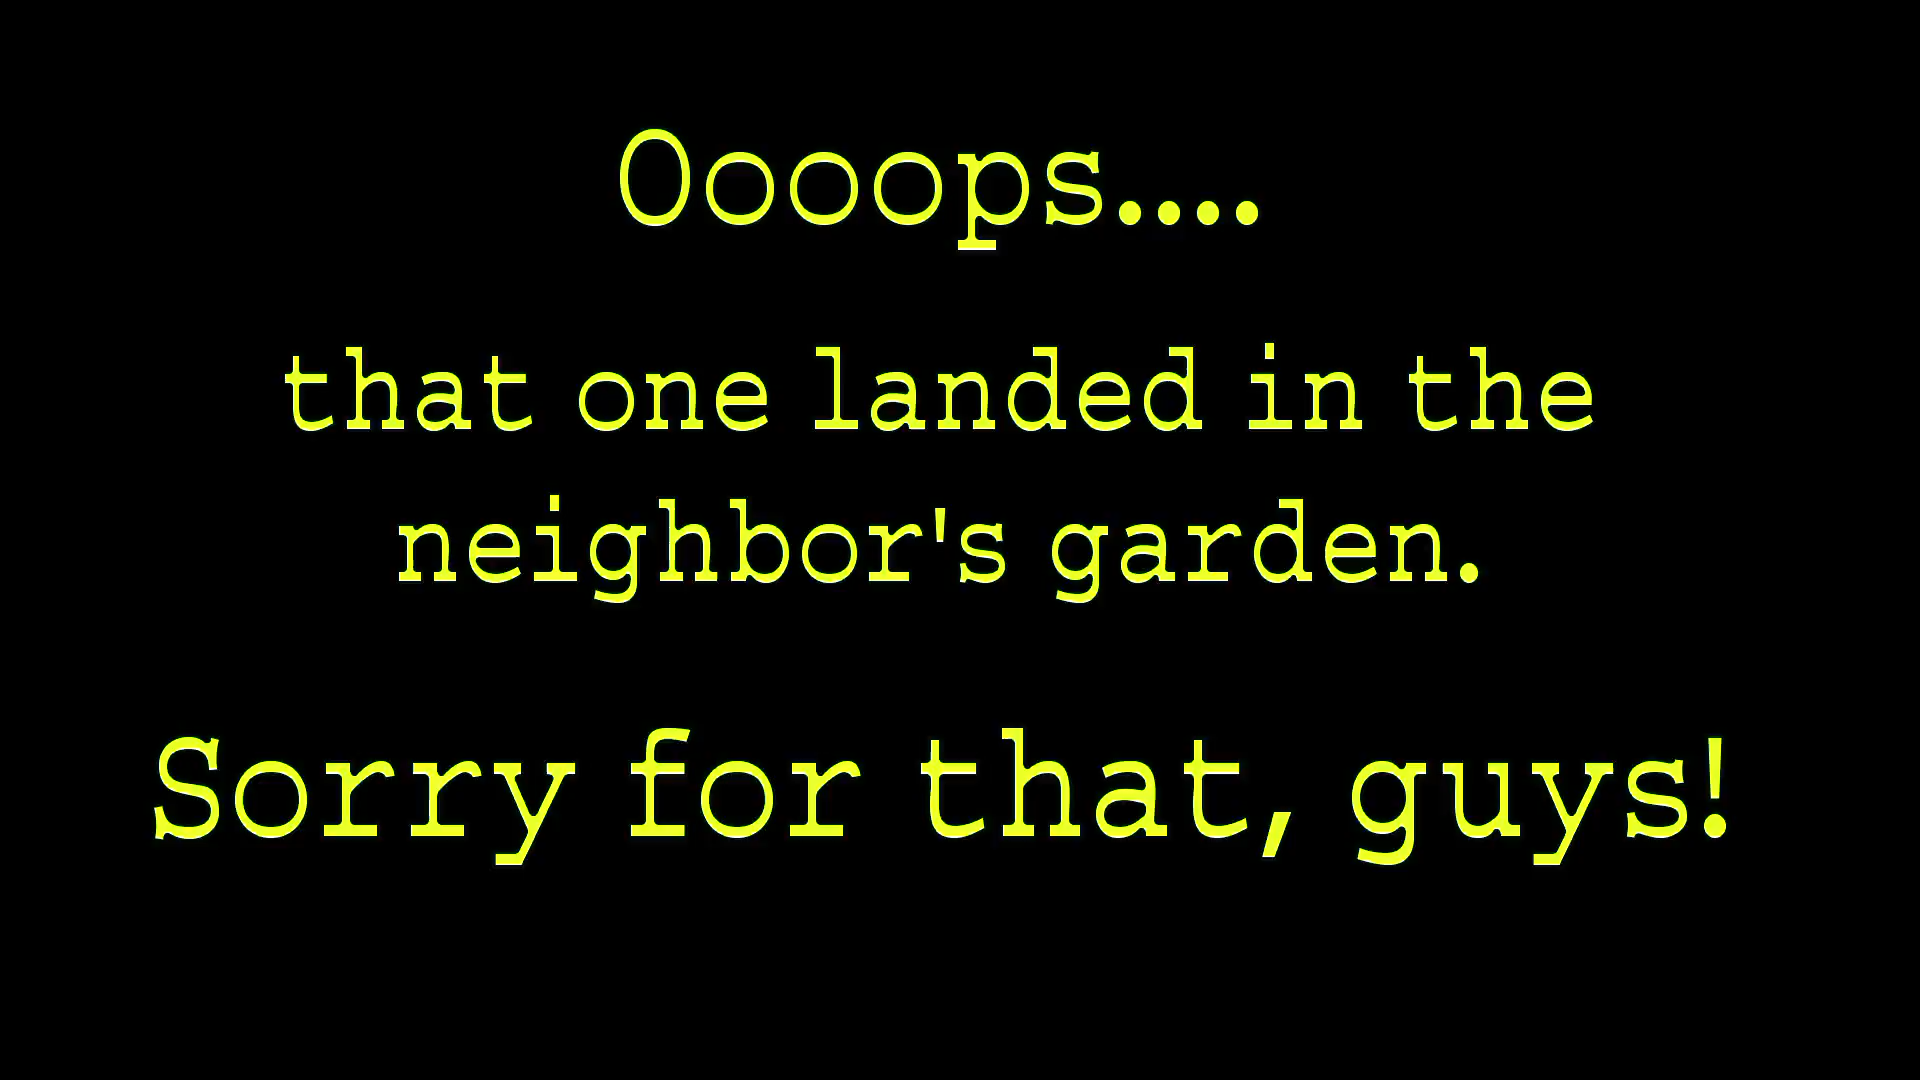 Oooops....
that one landed in the
neighbor's garden.
Sorry for that, guys!